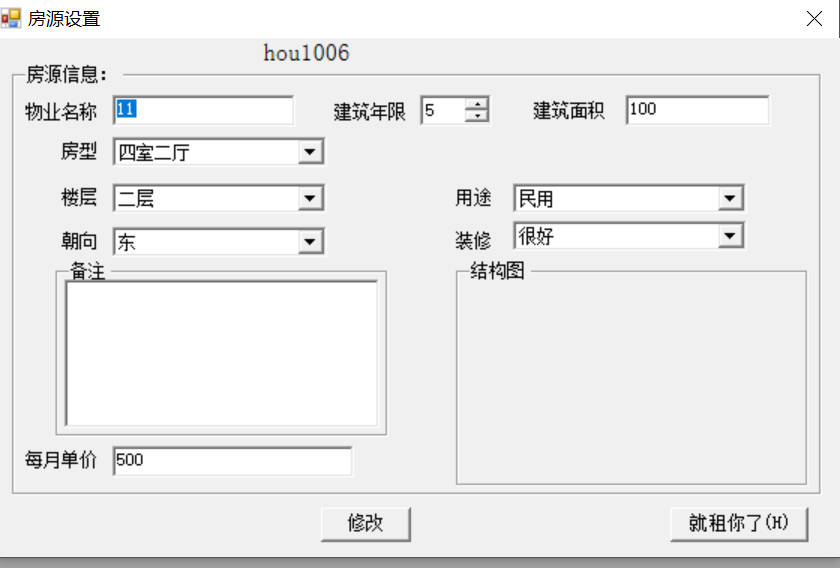 房源设置
hou1006
房源信息：
物业名称 11 建筑年限 5 建筑面积 100
房型 四室二厅
楼层 二层 用途 民用
朝向 东 装修 很好
备注 结构图
每月单价 500
修改 就租你了(H)